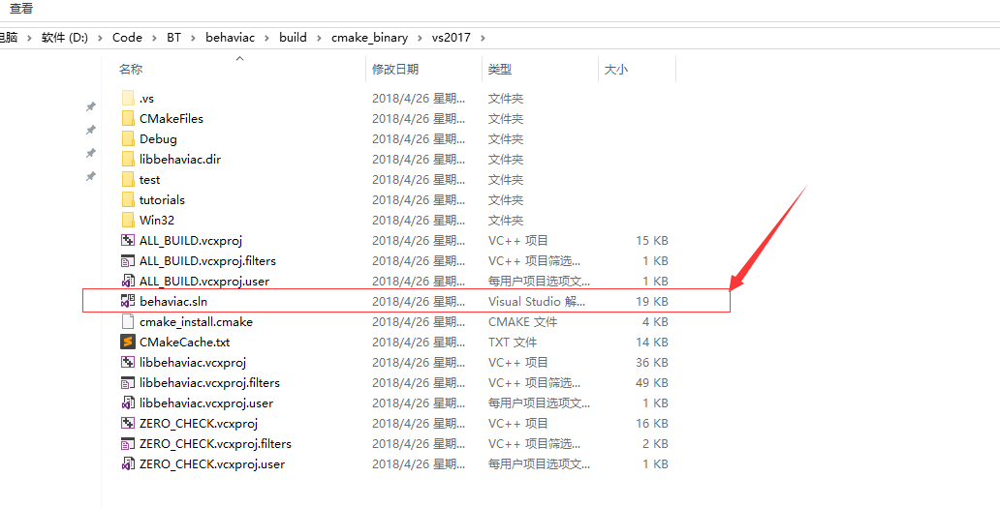 查看
电脑 › 软件 (D:) › Code › BT › behaviac › build › cmake_binary › vs2017 ›
名称 修改日期 类型 大小
.vs 2018/4/26 星期... 文件夹
CMakeFiles 2018/4/26 星期... 文件夹
Debug 2018/4/26 星期... 文件夹
libbehaviac.dir 2018/4/26 星期... 文件夹
test 2018/4/26 星期... 文件夹
tutorials 2018/4/26 星期... 文件夹
Win32 2018/4/26 星期... 文件夹
ALL_BUILD.vcxproj 2018/4/26 星期... VC++ 项目 15 KB
ALL_BUILD.vcxproj.filters 2018/4/26 星期... VC++ 项目筛选... 1 KB
ALL_BUILD.vcxproj.user 2018/4/26 星期... 每用户项目选项文... 1 KB
behaviac.sln 2018/4/26 星期... Visual Studio 解... 19 KB
cmake_install.cmake 2018/4/26 星期... CMAKE 文件 4 KB
CMakeCache.txt 2018/4/26 星期... TXT 文件 14 KB
libbehaviac.vcxproj 2018/4/26 星期... VC++ 项目 36 KB
libbehaviac.vcxproj.filters 2018/4/26 星期... VC++ 项目筛选... 49 KB
libbehaviac.vcxproj.user 2018/4/26 星期... 每用户项目选项文... 1 KB
ZERO_CHECK.vcxproj 2018/4/26 星期... VC++ 项目 16 KB
ZERO_CHECK.vcxproj.filters 2018/4/26 星期... VC++ 项目筛选... 2 KB
ZERO_CHECK.vcxproj.user 2018/4/26 星期... 每用户项目选项文... 1 KB